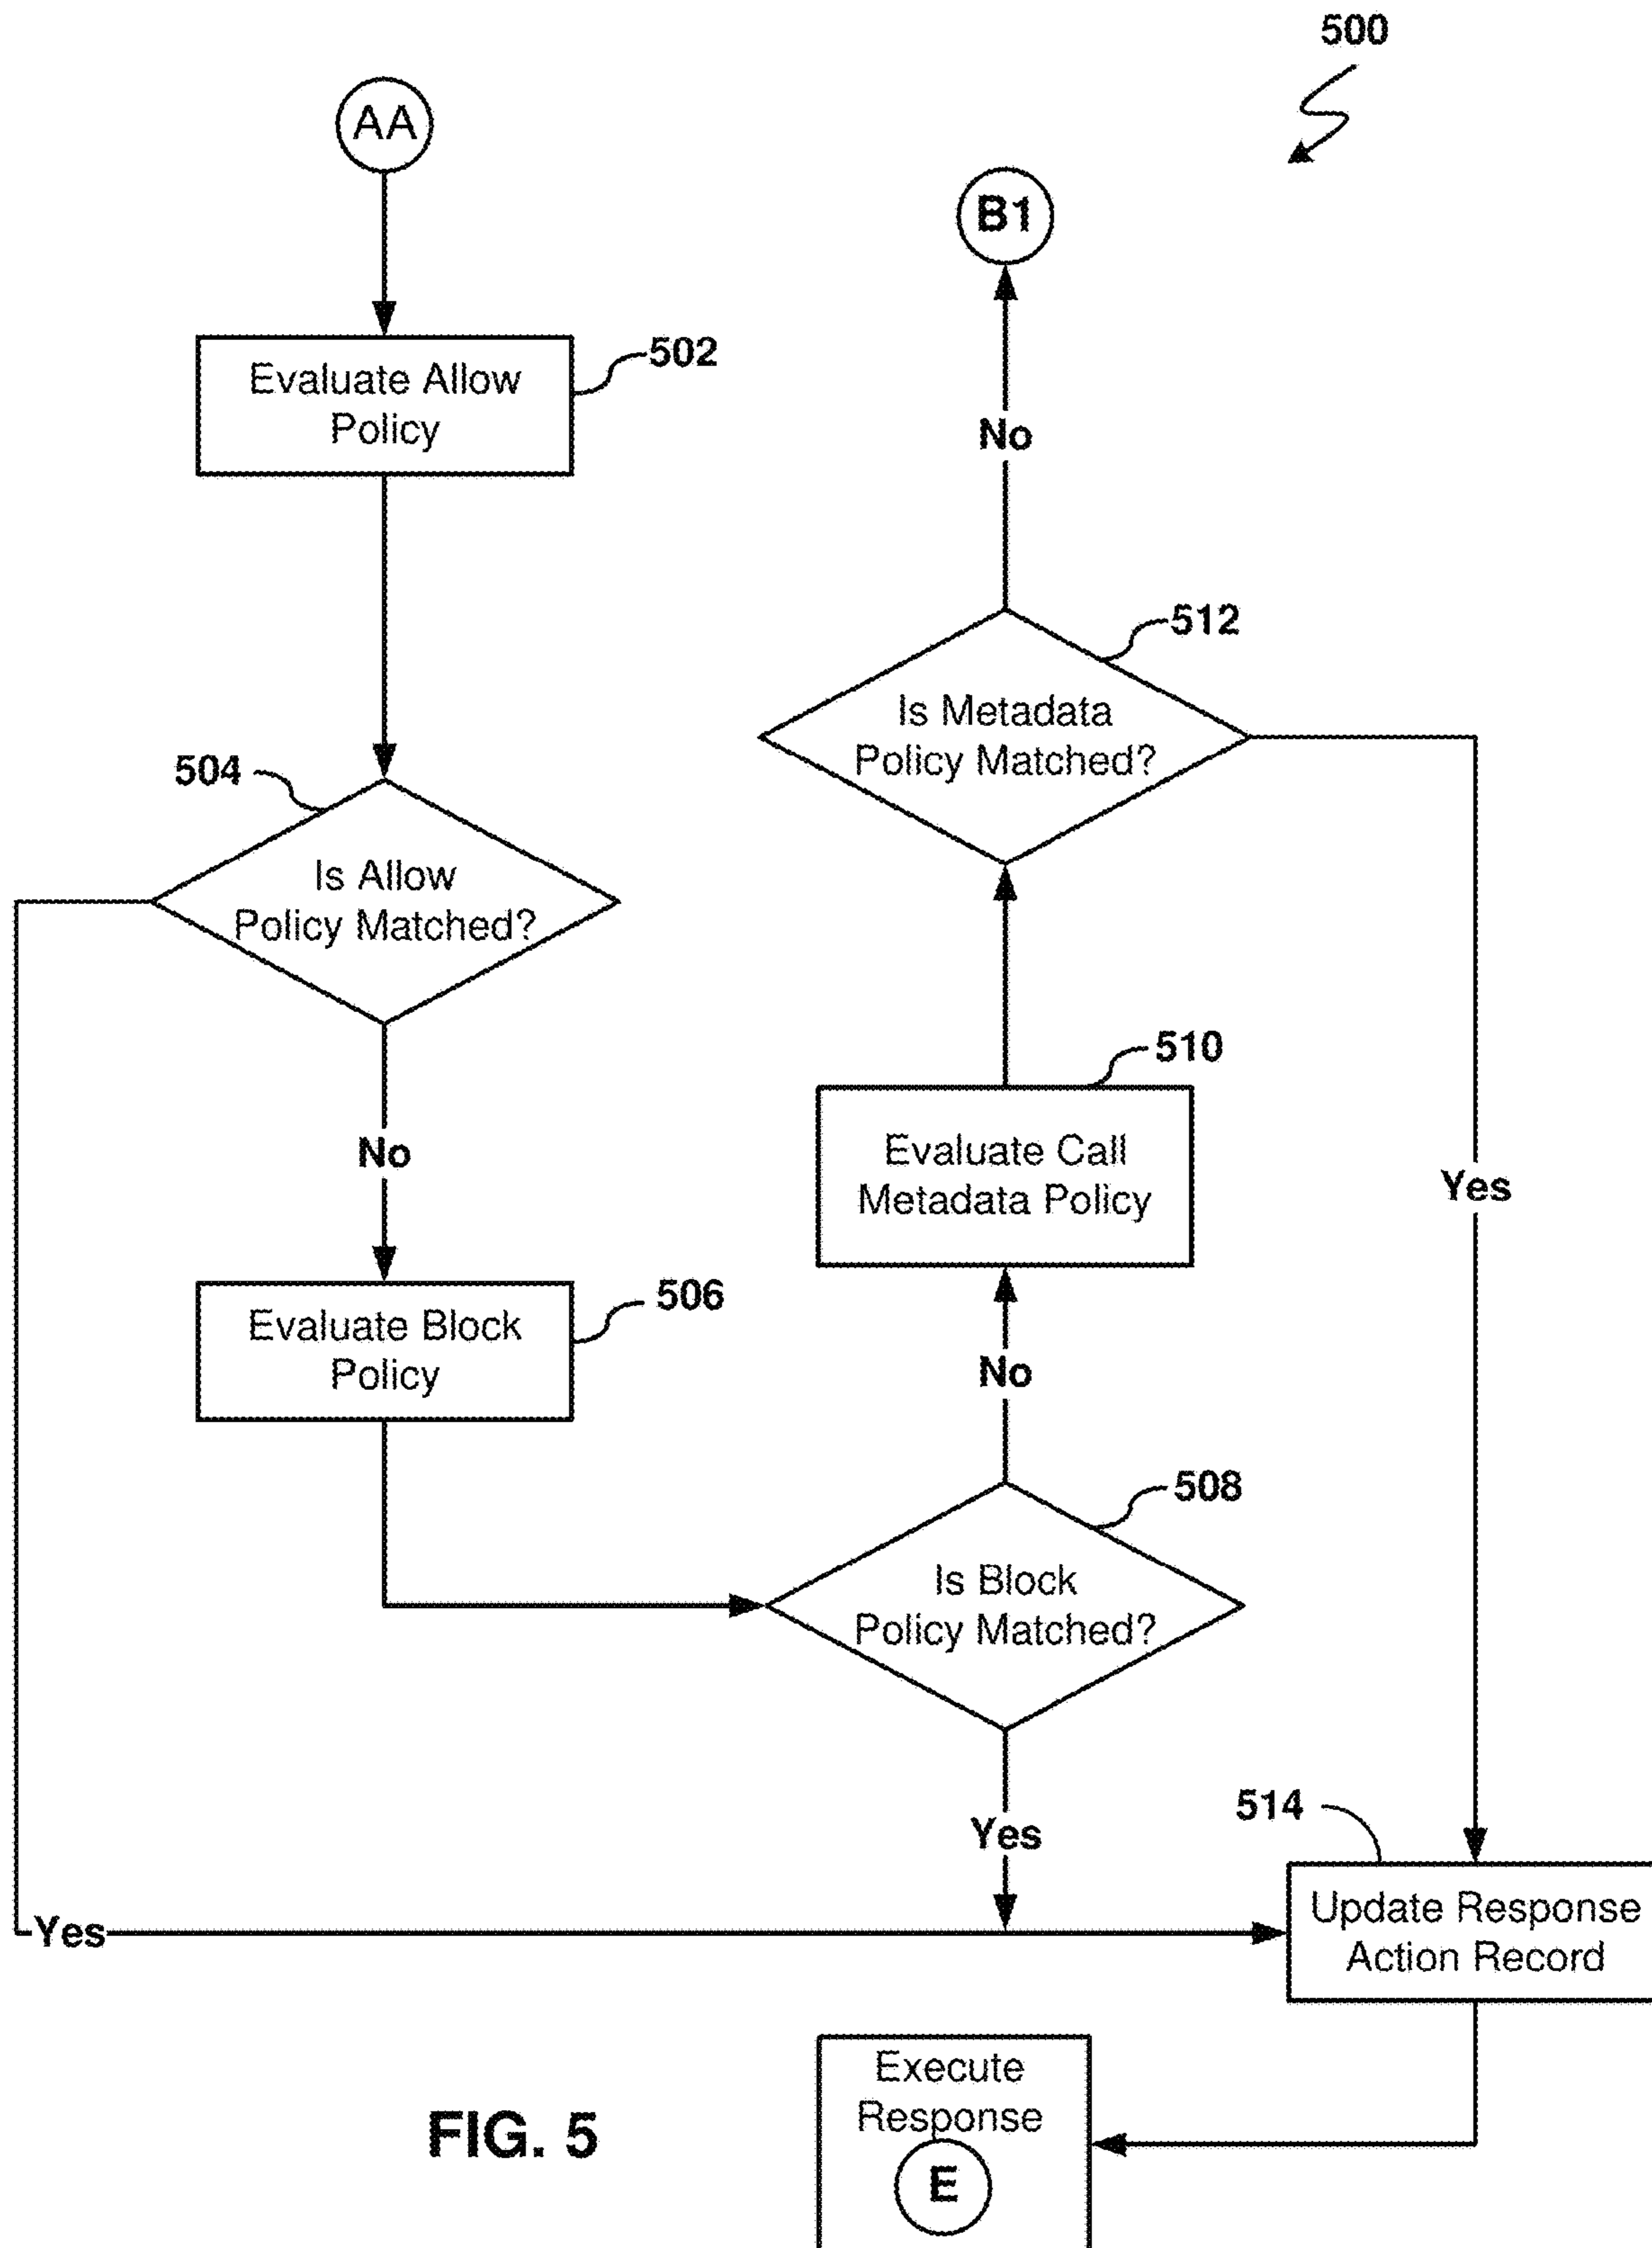 500
AA
B1
Evaluate Allow
Policy
502
No
512
Is Metadata
Policy Matched?
504
Is Allow
Policy Matched?
510
No
Evaluate Call
Metadata Policy
Yes
506
Evaluate Block
Policy
No
508
Is Block
Policy Matched?
514
Yes
Update Response
Action Record
Yes
Execute
Response
E
FIG. 5